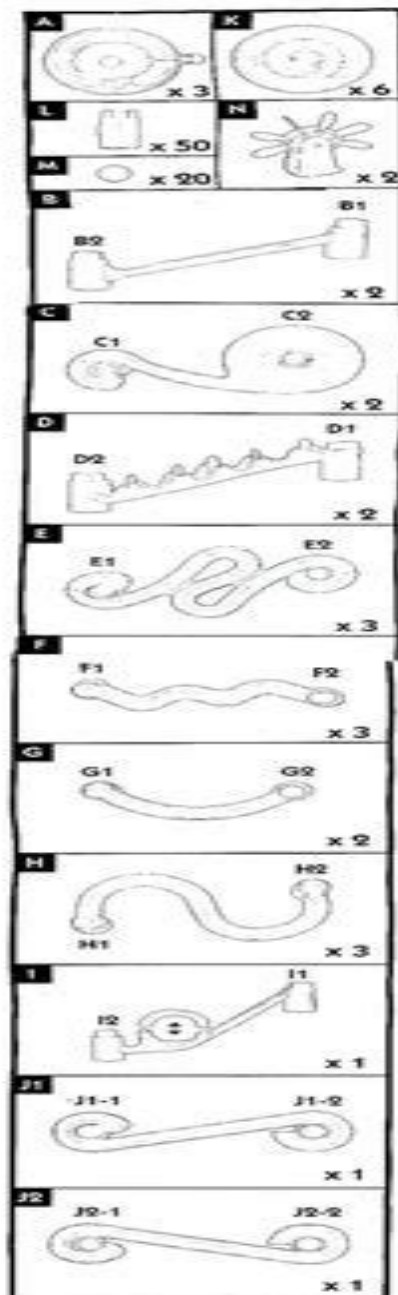 A K
x 3 x 6
L N
x 50
M x 20 x 2
B B1
B2
x 2
C C2
C1
x 2
D D1
D2
x 2
E E2
E1
x 3
F
F1 F2
x 3
G
G1 G2
x 2
H H2
H1
x 3
I I1
I2
x 1
J1
J1-1 J1-2
x 1
J2
J2-1 J2-2
x 1